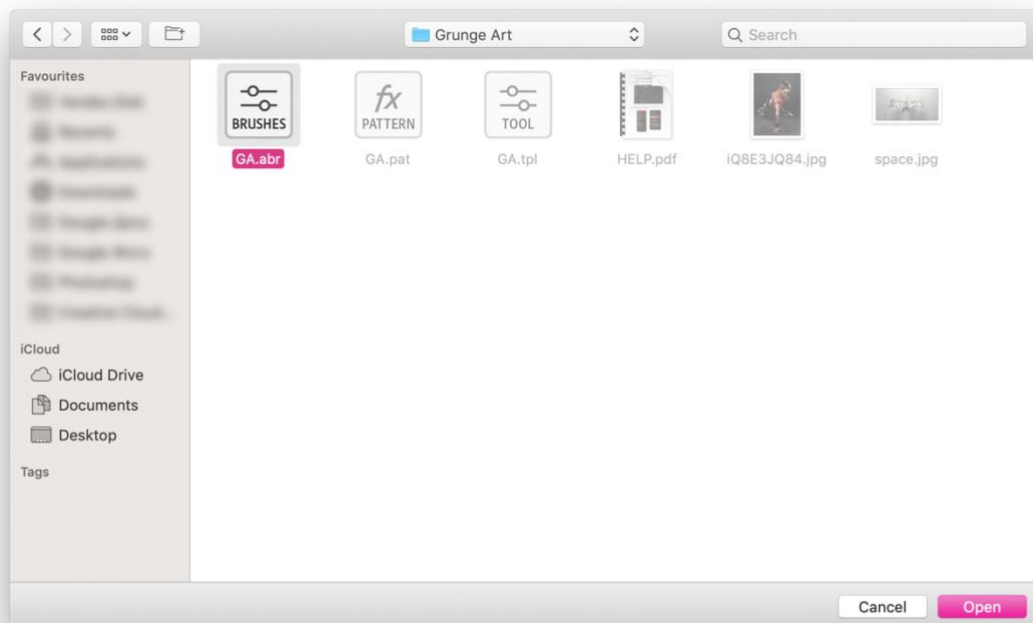 Grunge Art
Search
Favourites
BRUSHES
GA.abr
fx
PATTERN
GA.pat
TOOL
GA.tpl
HELP.pdf
iQ8E3JQ84.jpg
space.jpg
iCloud
iCloud Drive
Documents
Desktop
Tags
Cancel
Open